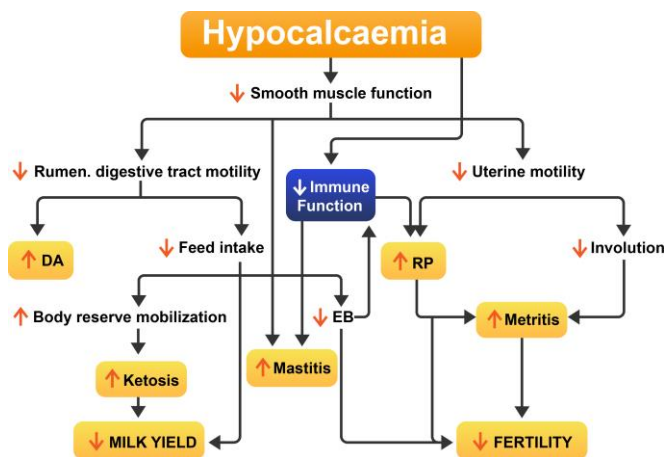 Hypocalcaemia
Smooth muscle function
Rumen. digestive tract motility
Immune
Function
Uterine motility
DA
Feed intake
RP
Involution
Body reserve mobilization
EB
Metritis
Ketosis
Mastitis
MILK YIELD
FERTILITY